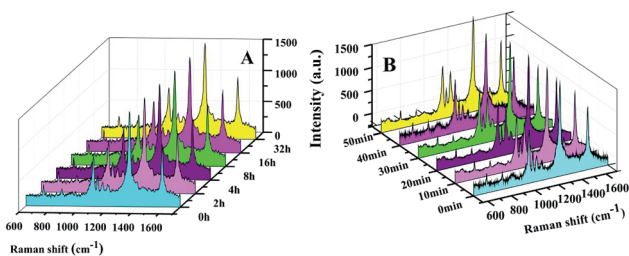 A
1500
1000
500
0
32h
16h
8h
4h
2h
0h
600 800 1000 1200 1400 1600
Raman shift (cm-1)
B
Intensity (a.u.)
1500
1000
500
0
50min
40min
30min
20min
10min
0min
600 800 1000 1200 1400 1600
Raman shift (cm-1)